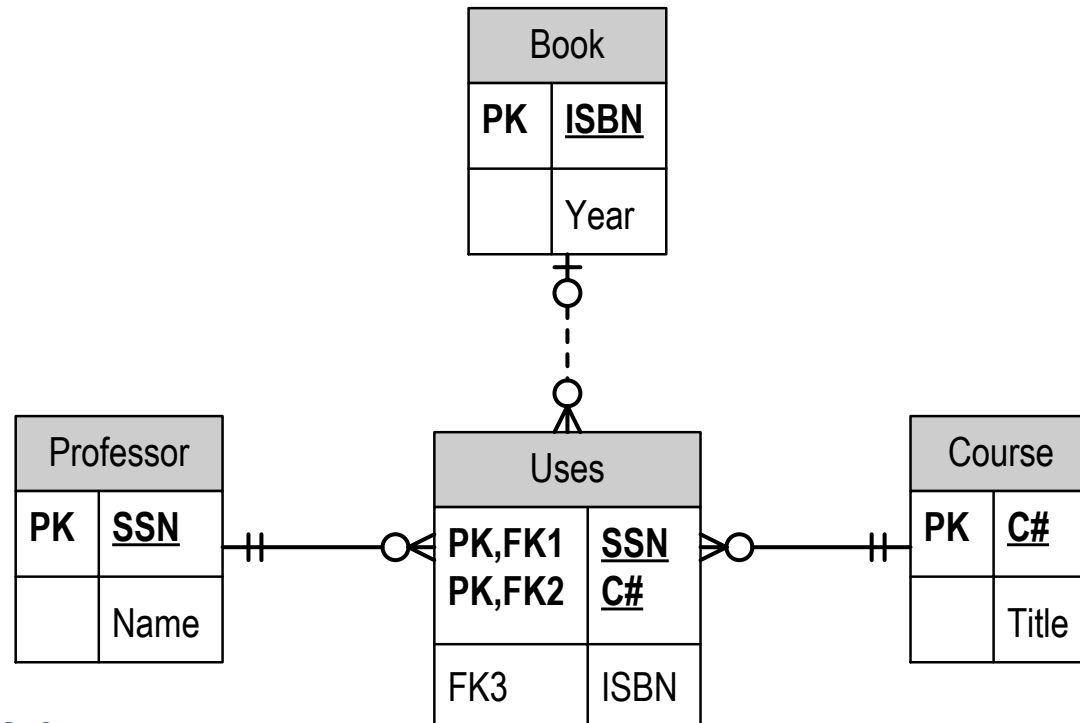 Book
PK ISBN
Year
Professor
PK SSN
Name
Uses
PK,FK1 SSN
PK,FK2 C#
FK3 ISBN
Course
PK C#
Title